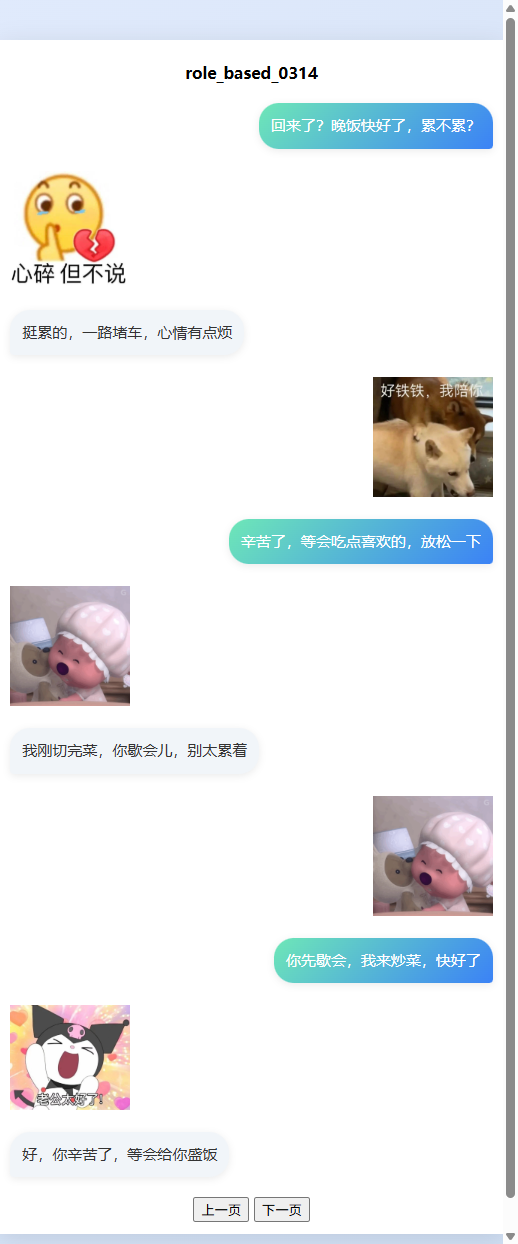 role_based_0314
回来了？晚饭快好了，累不累？
心碎 但不说
挺累的，一路堵车，心情有点烦
好铁铁，我陪你
辛苦了，等会吃点喜欢的，放松一下
我刚切完菜，你歇会儿，别太累着
你先歇会，我来炒菜，快好了
老公太好了！
好，你辛苦了，等会给你盛饭
上一页 下一页